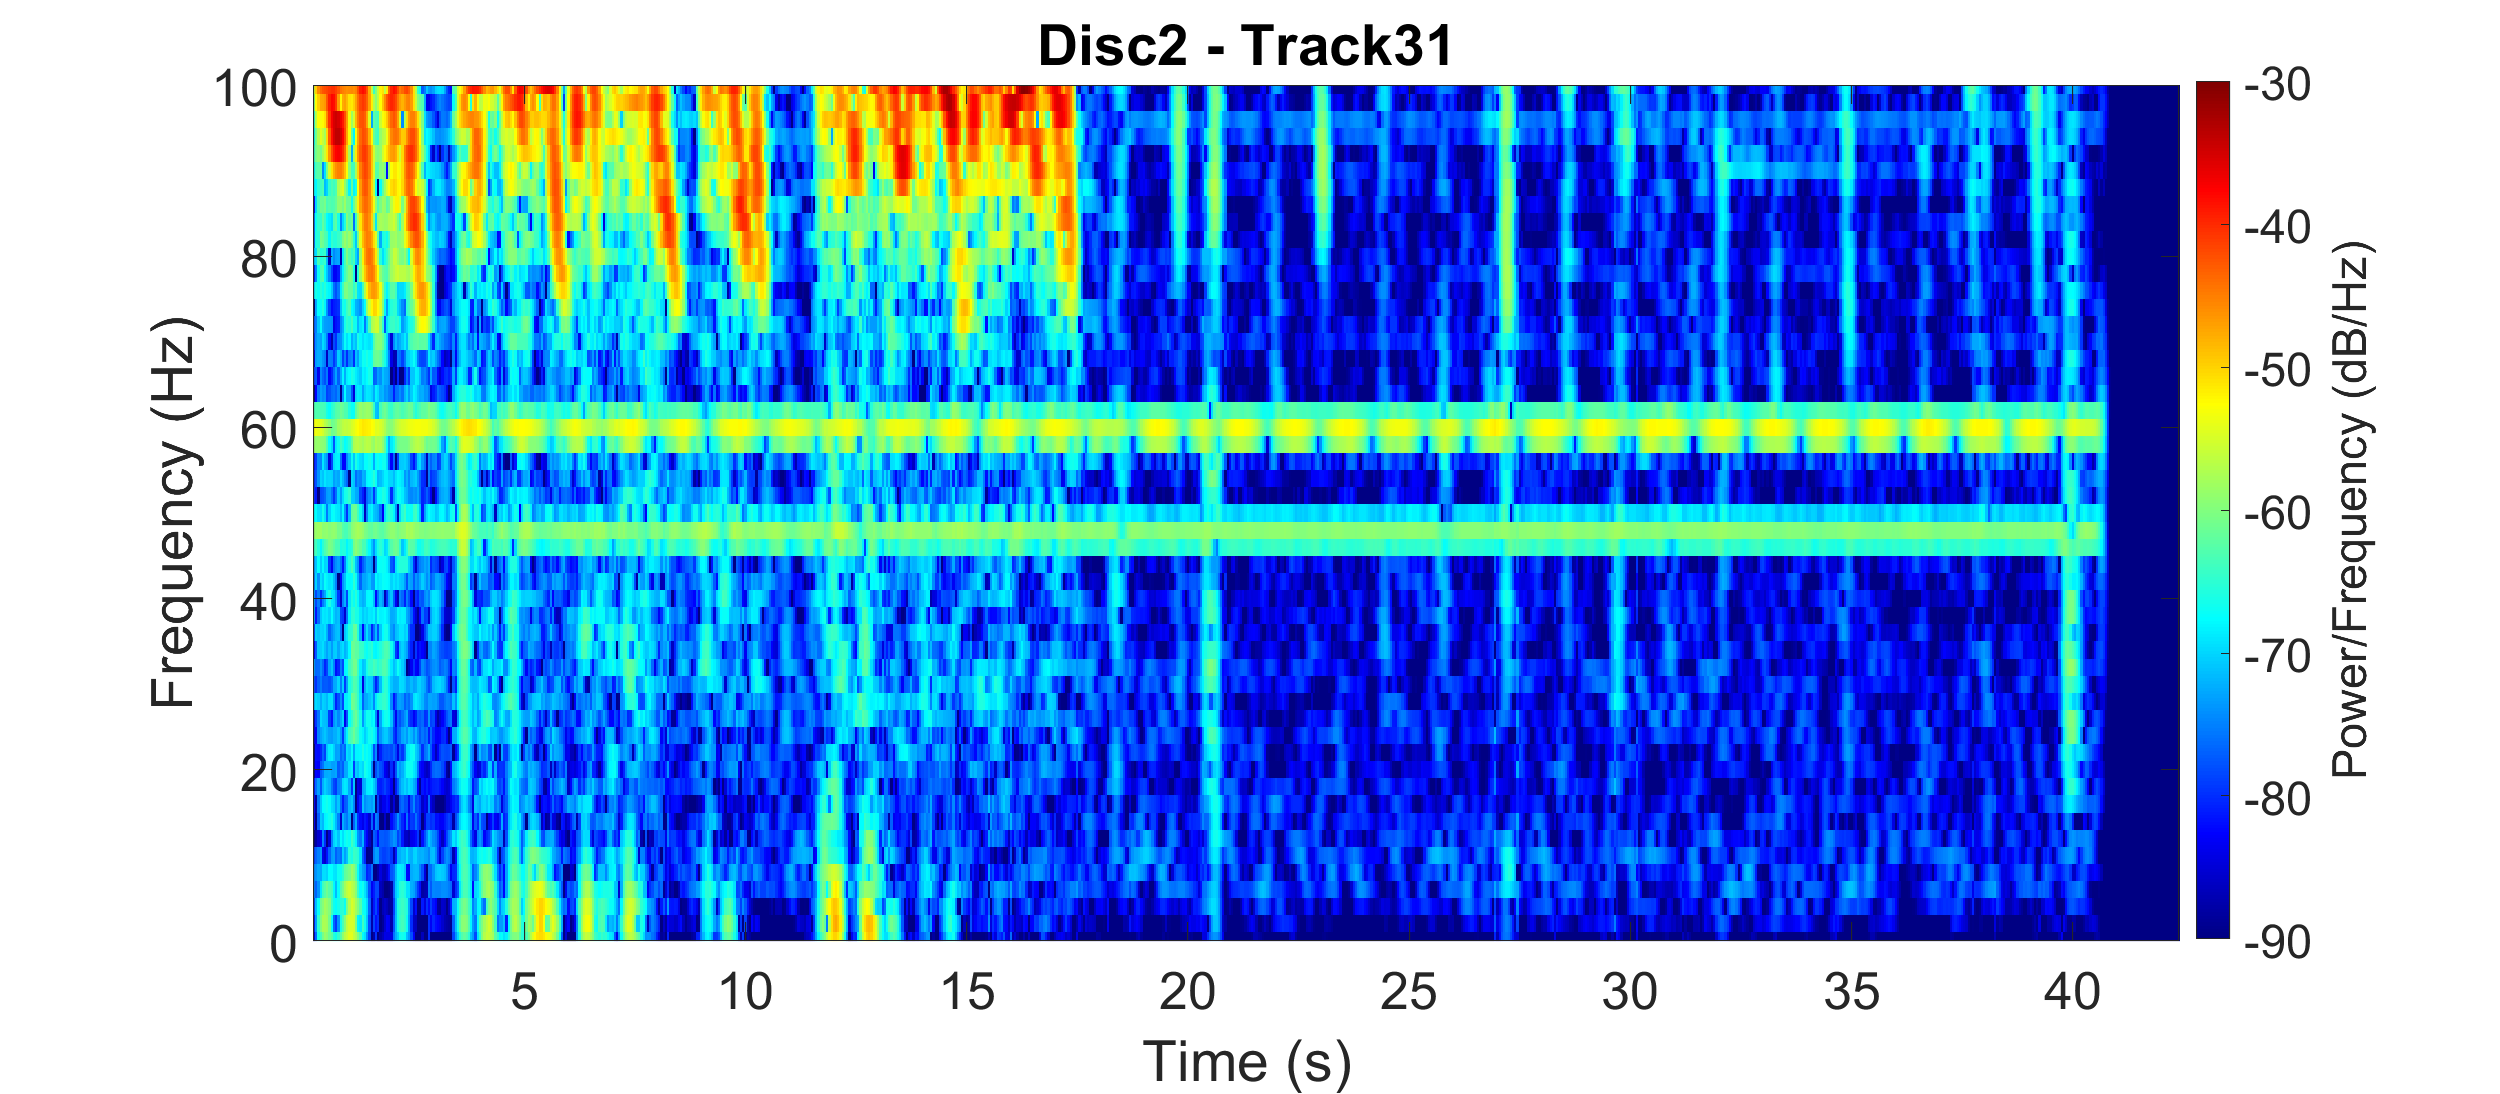 Disc2 - Track31
Frequency (Hz)
100
80
60
40
20
0
5 10 15 20 25 30 35 40
Time (s)
-30
-40
-50
-60
-70
-80
-90
Power/Frequency (dB/Hz)